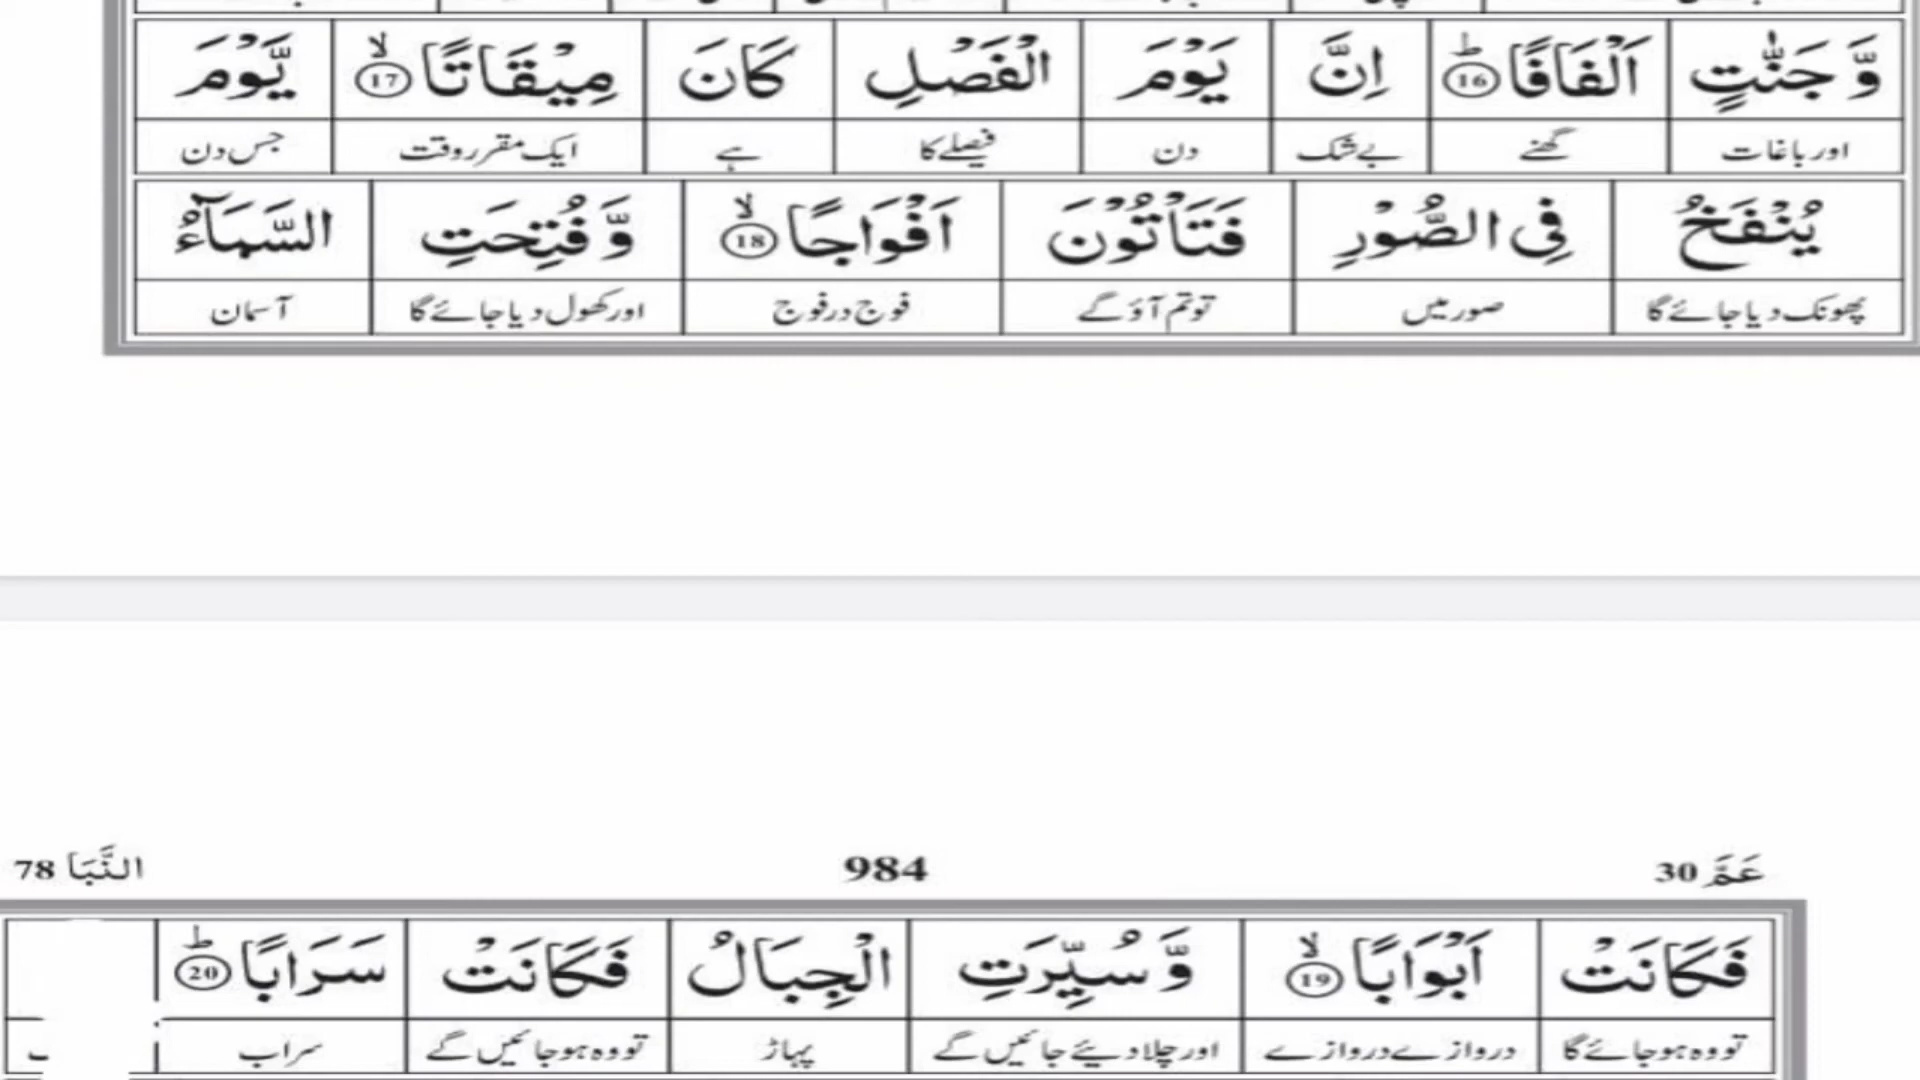 وَّ جَنّٰتٍ اَلْفَافًا ؕ 16 اِنَّ يَوْمَ الْفَصْلِ كَانَ مِيْقَاتًا ۙ 17 يَّوْمَ
اور باغات گھنے بے شک دن فیصلے کا ہے ایک مقرر وقت جس دن
يُنْفَخُ فِى الصُّوْرِ فَتَاْتُوْنَ اَفْوَاجًا ۙ 18 وَّ فُتِحَتِ السَّمَآءُ
پھونک دیا جائے گا صور میں تو تم آؤ گے فوج در فوج اور کھول دیا جائے گا آسمان
عَمَّ 30 984 النَّبَا 78
فَكَانَتْ اَبْوَابًا ۙ 19 وَّ سُيِّرَتِ الْجِبَالُ فَكَانَتْ سَرَابًا ؕ 20
تو وہ ہو جائے گا دروازے دروازے اور چلا دیئے جائیں گے پہاڑ تو وہ ہو جائیں گے سراب